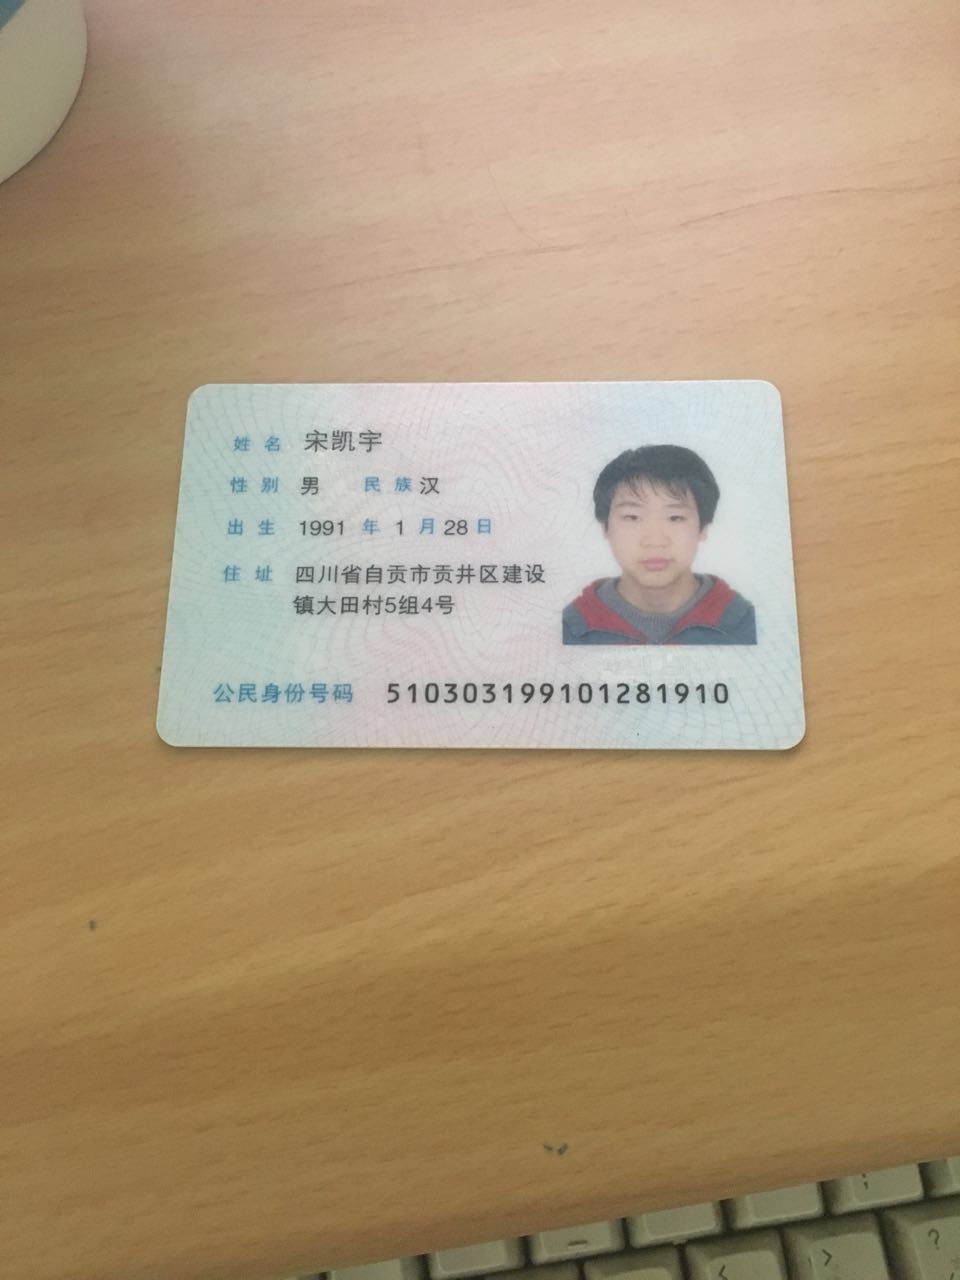 姓名 宋凯宇
性别 男 民族 汉
出生 1991 年 1 月 28 日
住址 四川省自贡市贡井区建设
镇大田村5组4号
公民身份号码 510303199101281910
;
?
<
>